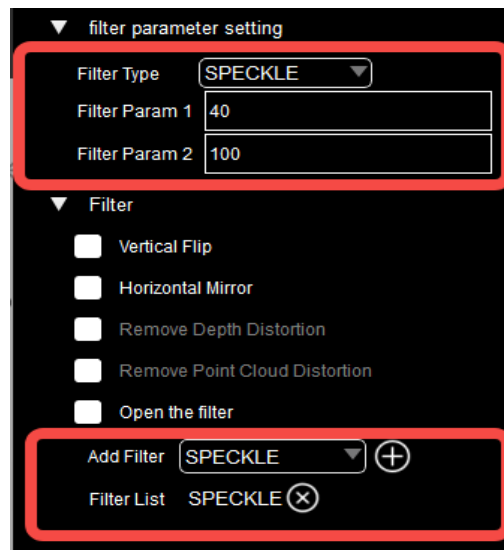 filter parameter setting
Filter Type SPECKLE
Filter Param 1 40
Filter Param 2 100
Filter
Vertical Flip
Horizontal Mirror
Remove Depth Distortion
Remove Point Cloud Distortion
Open the filter
Add Filter SPECKLE
Filter List SPECKLE